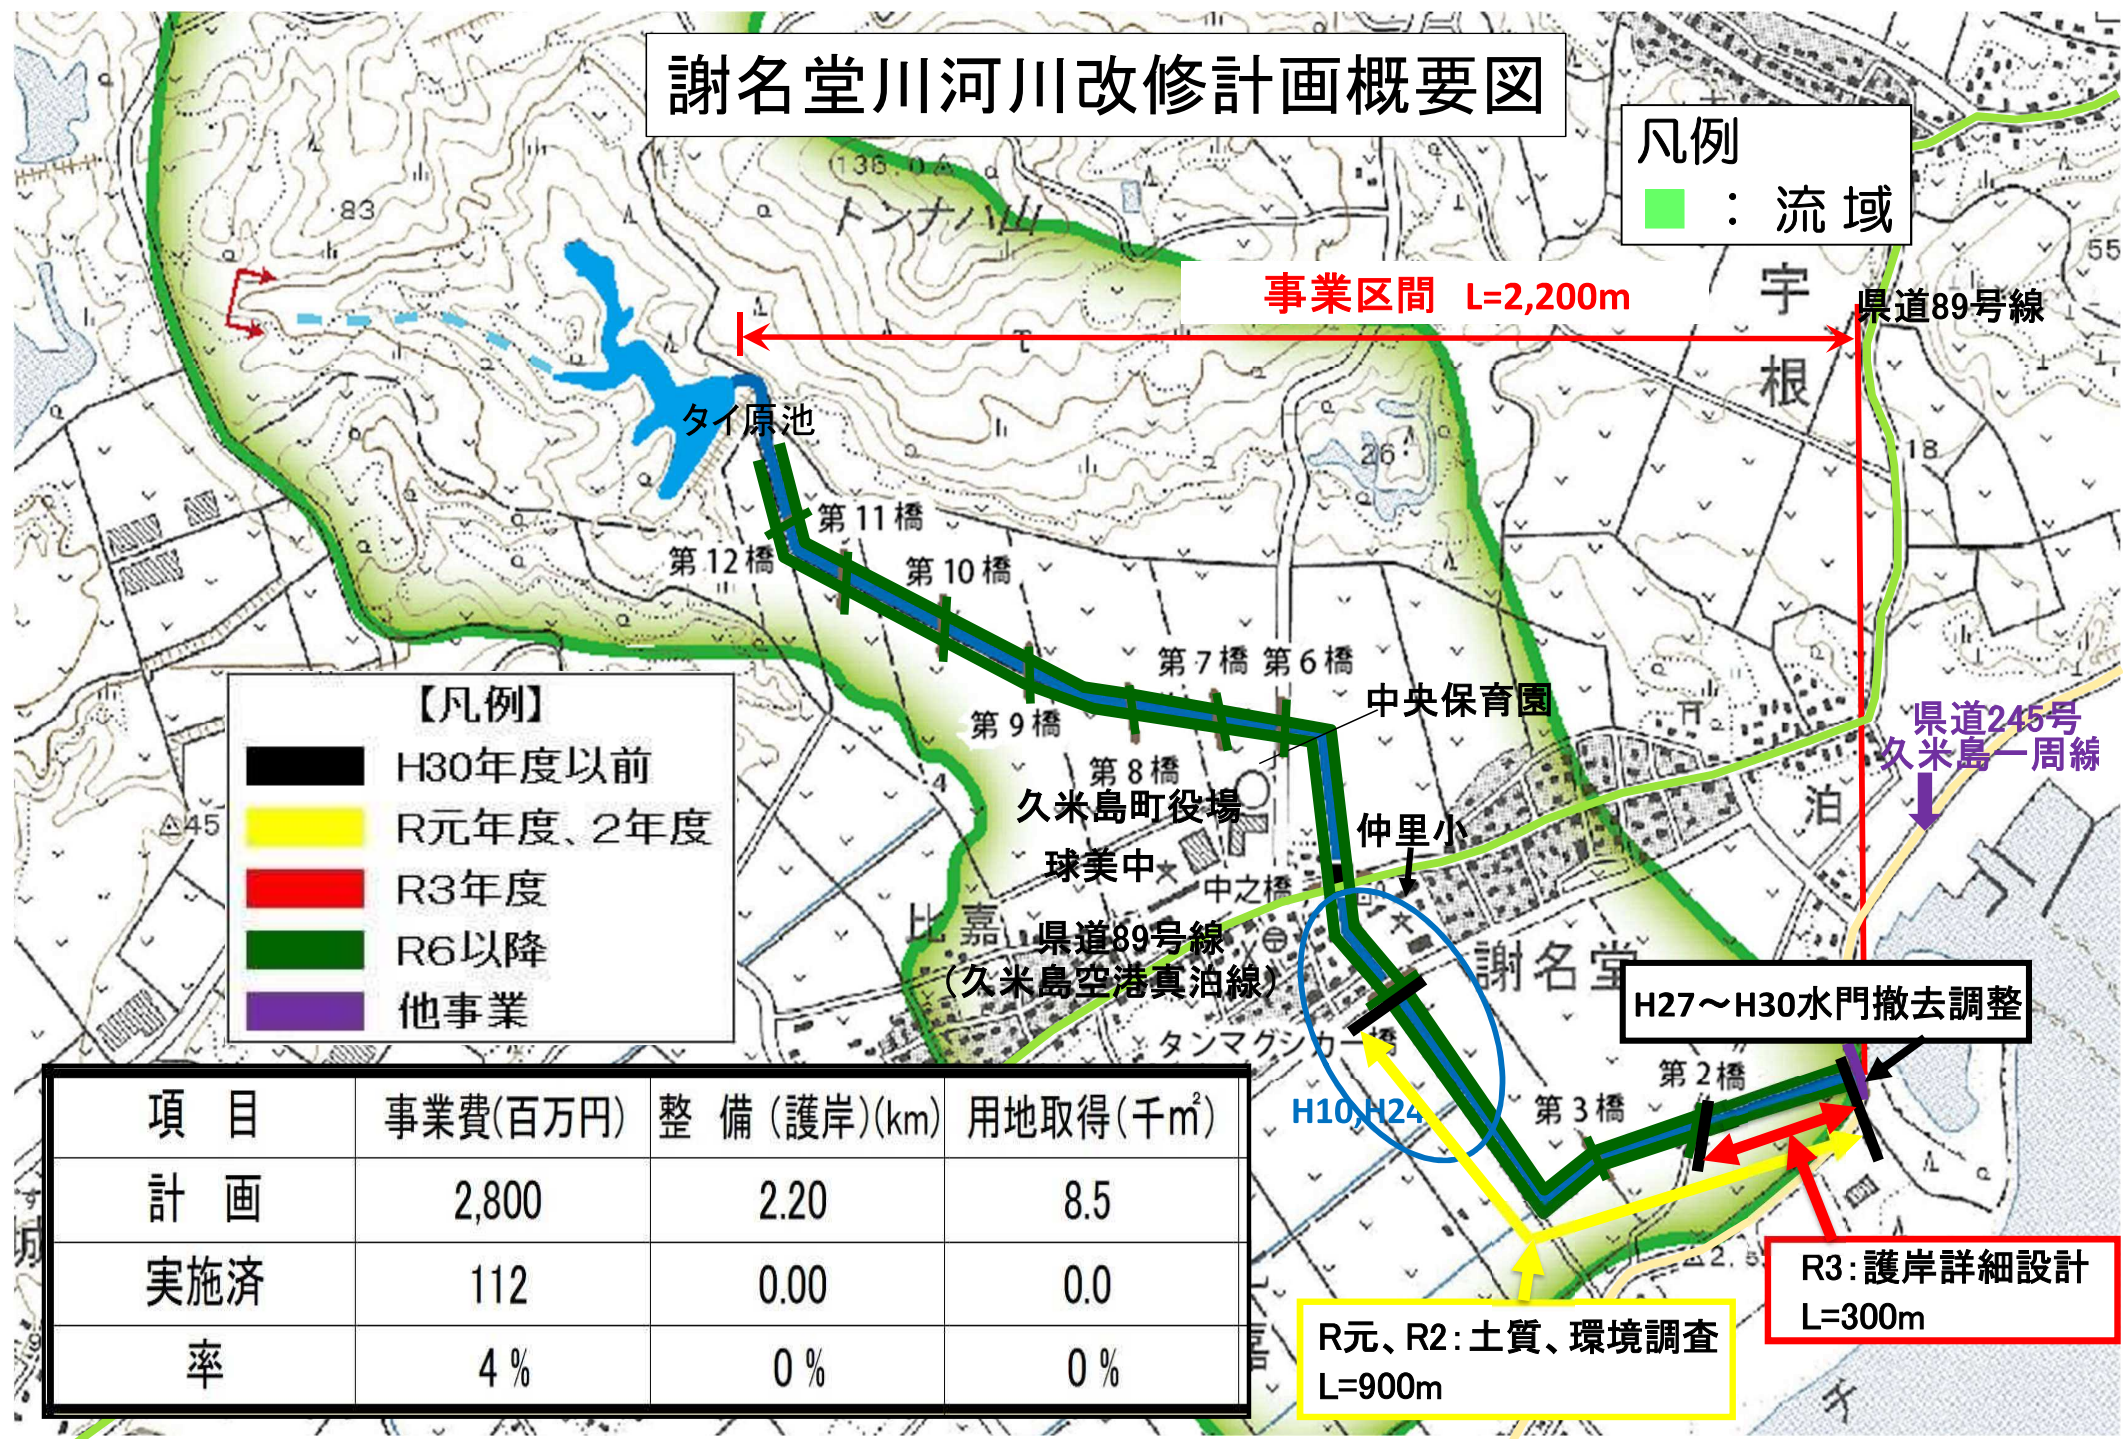 謝名堂川河川改修計画概要図
凡例
：流域
136.0
トンナハ山
83
55
事業区間 L=2,200m
宇根
県道89号線
タイ原池
26
18
第11橋
第12橋
第10橋
第7橋
第6橋
中央保育園
第9橋
県道245号
久米島一周線
第8橋
4
久米島町役場
泊
仲里小
球美中
中之橋
比嘉
県道89号線
（久米島空港真泊線）
謝名堂
45
【凡例】
H30年度以前
R元年度、2年度
R3年度
R6以降
他事業
H27～H30水門撤去調整
タンマグシカー橋
第2橋
第3橋
H10,H24
項 目 事業費(百万円) 整 備（護岸）(km) 用地取得（千㎡）
計 画 2,800 2.20 8.5
実施済 112 0.00 0.0
率 4％ 0％ 0％
2.5
城
嘉
R3：護岸詳細設計
L=300m
R元、R2：土質、環境調査
L=900m